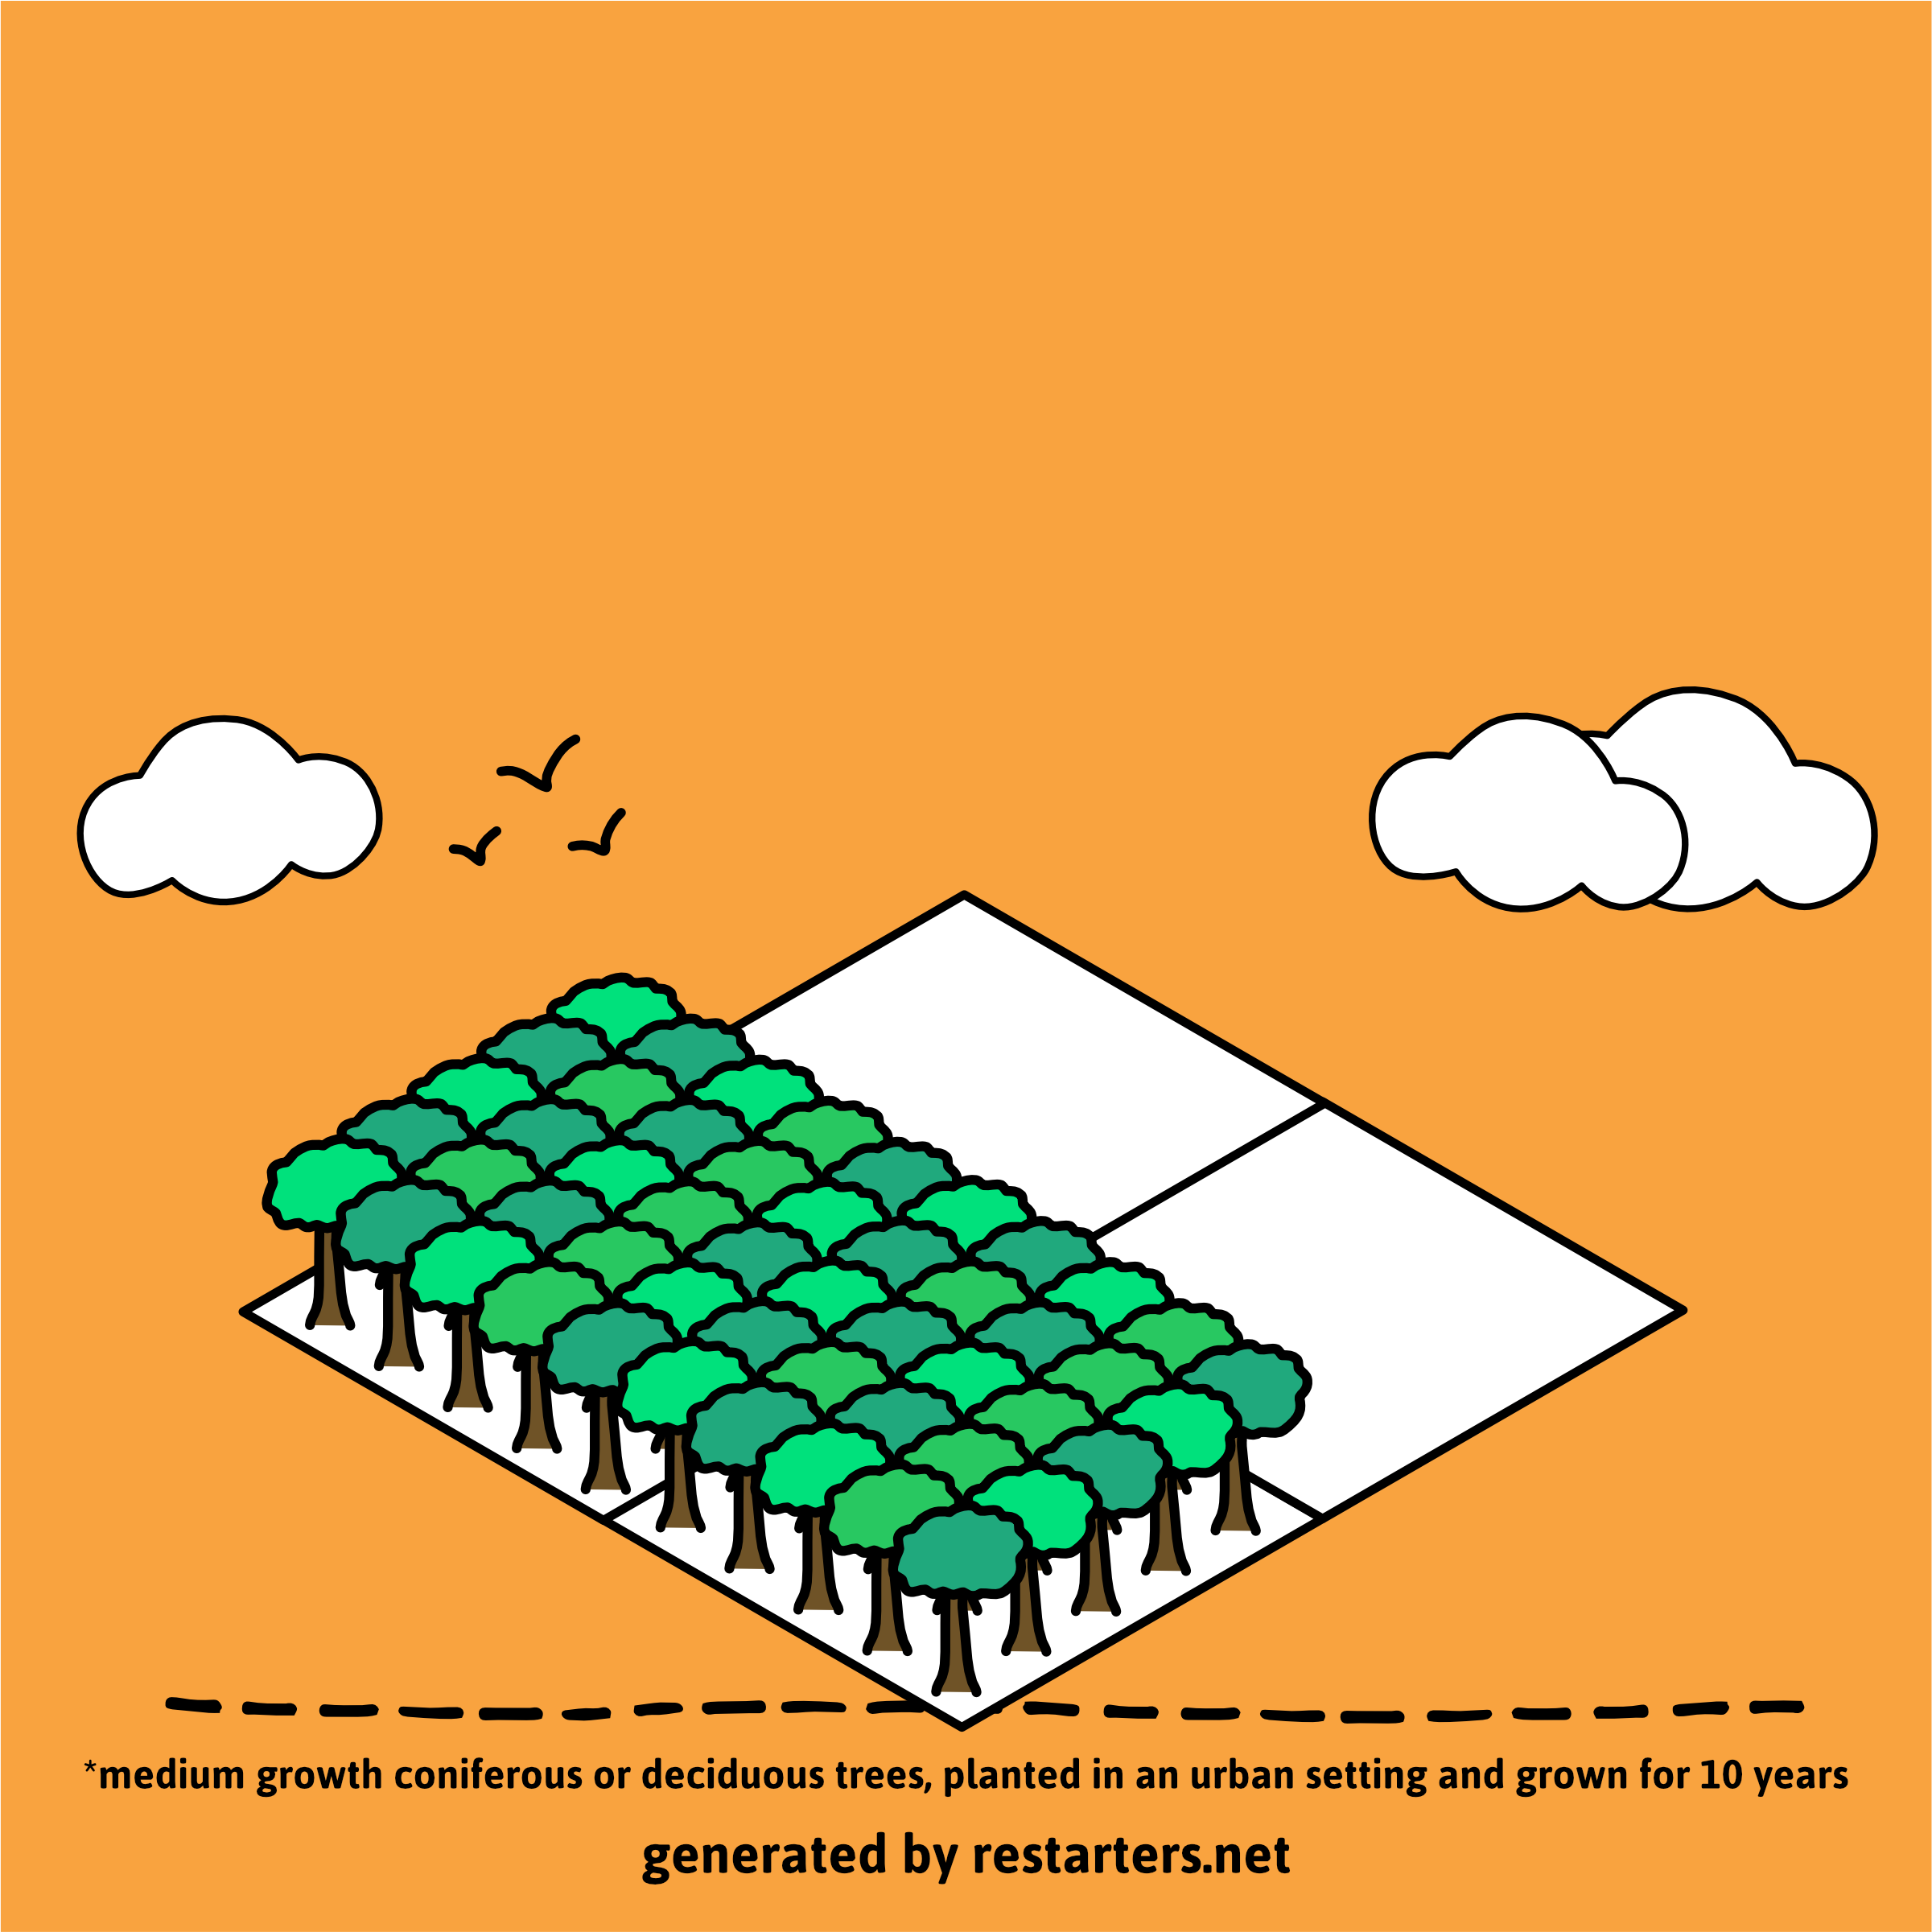 *medium growth coniferous or deciduous trees, planted in an urban setting and grown for 10 years
generated by restarters.net